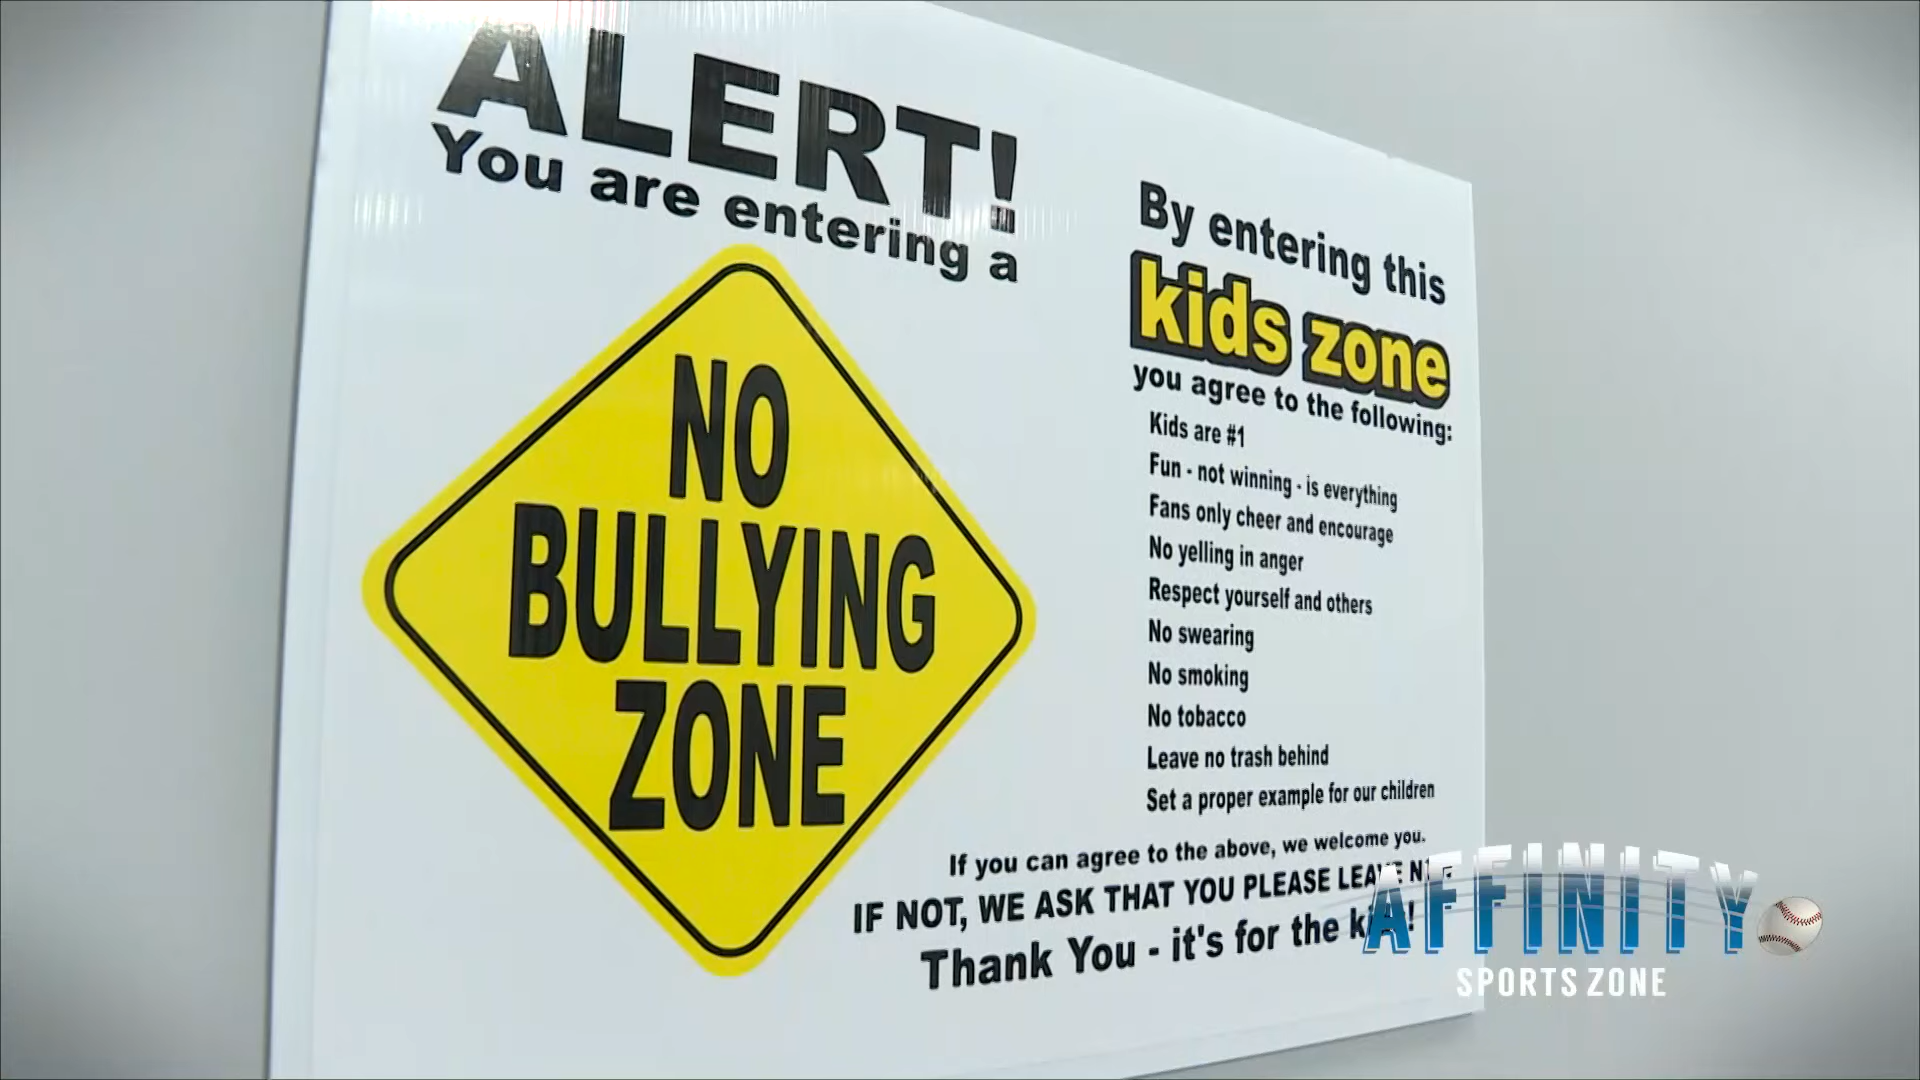 ALERT!
You are entering a
NO
BULLYING
ZONE
By entering this
kids zone
you agree to the following:
Kids are #1
Fun - not winning - is everything
Fans only cheer and encourage
No yelling in anger
Respect yourself and others
No swearing
No smoking
No tobacco
Leave no trash behind
Set a proper example for our children
If you can agree to the above, we welcome you.
IF NOT, WE ASK THAT YOU PLEASE LEAVE
Thank You - it's for the
AFFINITY
SPORTS ZONE